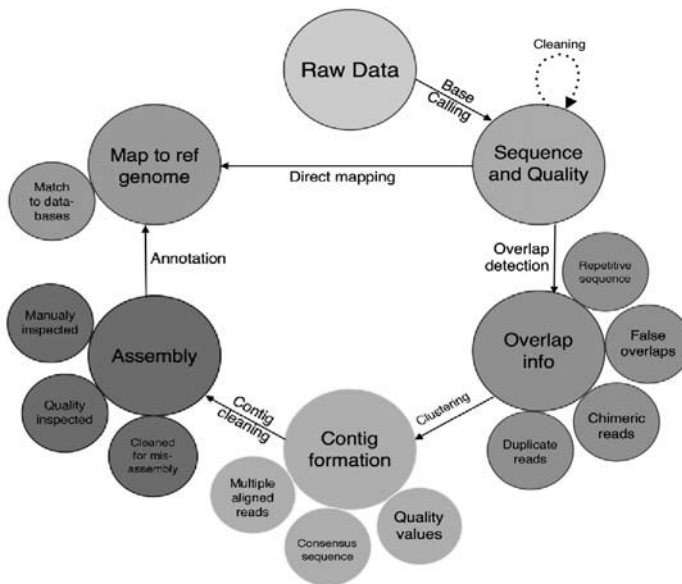 Cleaning
Raw Data
Base
Calling
Map to ref
genome
Sequence
and Quality
Direct mapping
Match
to data-
bases
Annotation
Overlap
detection
Repetitive
sequence
Manualy
inspected
Assembly
Overlap
info
False
overlaps
Quality
inspected
Contig
cleaning
Clustering
Chimeric
reads
Cleaned
for mis-
assembly
Contig
formation
Duplicate
reads
Multiple
aligned
reads
Quality
values
Consensus
sequence